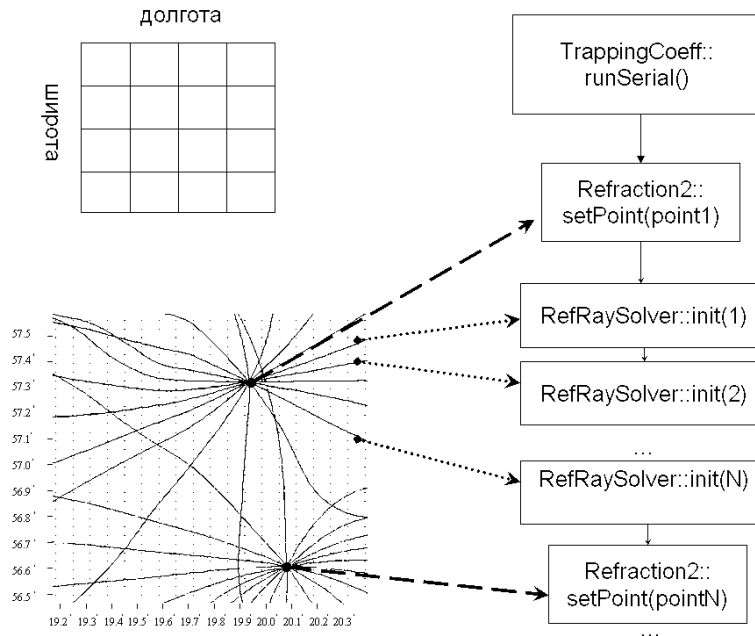 долгота
широта
TrappingCoeff::
runSerial()
Refraction2::
setPoint(point1)
RefRaySolver::init(1)
RefRaySolver::init(2)
...
RefRaySolver::init(N)
Refraction2::
setPoint(pointN)
...
57.5˚
57.4˚
57.3˚
57.2˚
57.1˚
57.0˚
56.9˚
56.8˚
56.7˚
56.6˚
56.5˚
19.2˚ 19.4˚ 19.5˚ 19.6˚ 19.7˚ 19.8˚ 19.9˚ 20.0˚ 20.1˚ 20.2˚ 20.3˚